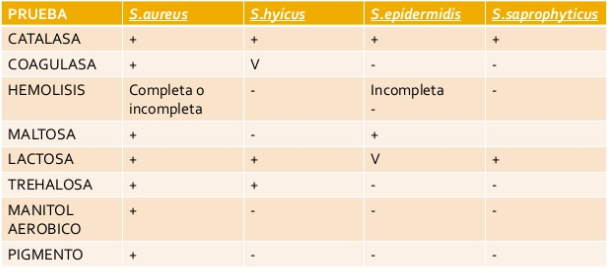 PRUEBA S.aureus S.hyicus S.epidermidis S.saprophyticus
CATALASA + + + +
COAGULASA + V - -
HEMOLISIS Completa o incompleta - Incompleta - -
MALTOSA + - +
LACTOSA + + V +
TREHALOSA + + - -
MANITOL AEROBICO + - - -
PIGMENTO + - - -